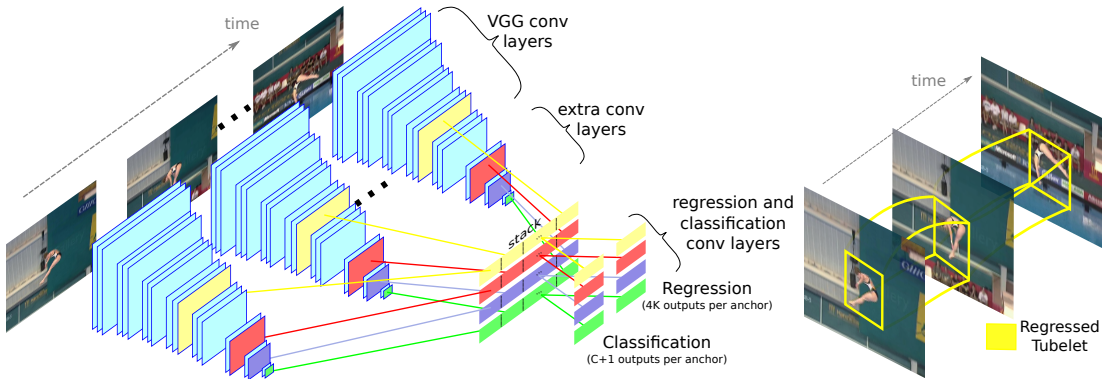 time
VGG conv
layers
extra conv
layers
stack
regression and
classification
conv layers
Regression
(4K outputs per anchor)
Classification
(C+1 outputs per anchor)
time
Regressed
Tubelet